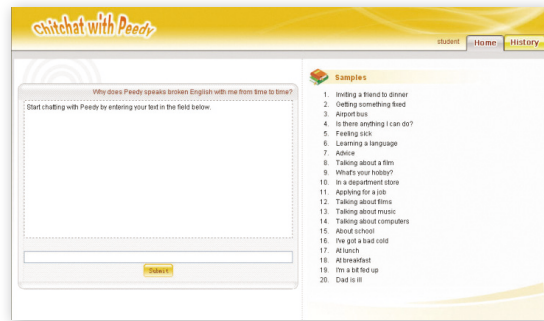 Chitchat with Peedy
student Home History
Why does Peedy speaks broken English with me from time to time?
Start chatting with Peedy by entering your text in the field below.
Submit
Samples
1. Inviting a friend to dinner
2. Getting something fixed
3. Airport bus
4. Is there anything I can do?
5. Feeling sick
6. Learning a language
7. Advice
8. Talking about a film
9. What's your hobby?
10. In a department store
11. Applying for a job
12. Talking about films
13. Talking about music
14. Talking about computers
15. About school
16. I've got a bad cold
17. At lunch
18. At breakfast
19. I'm a bit fed up
20. Dad is ill